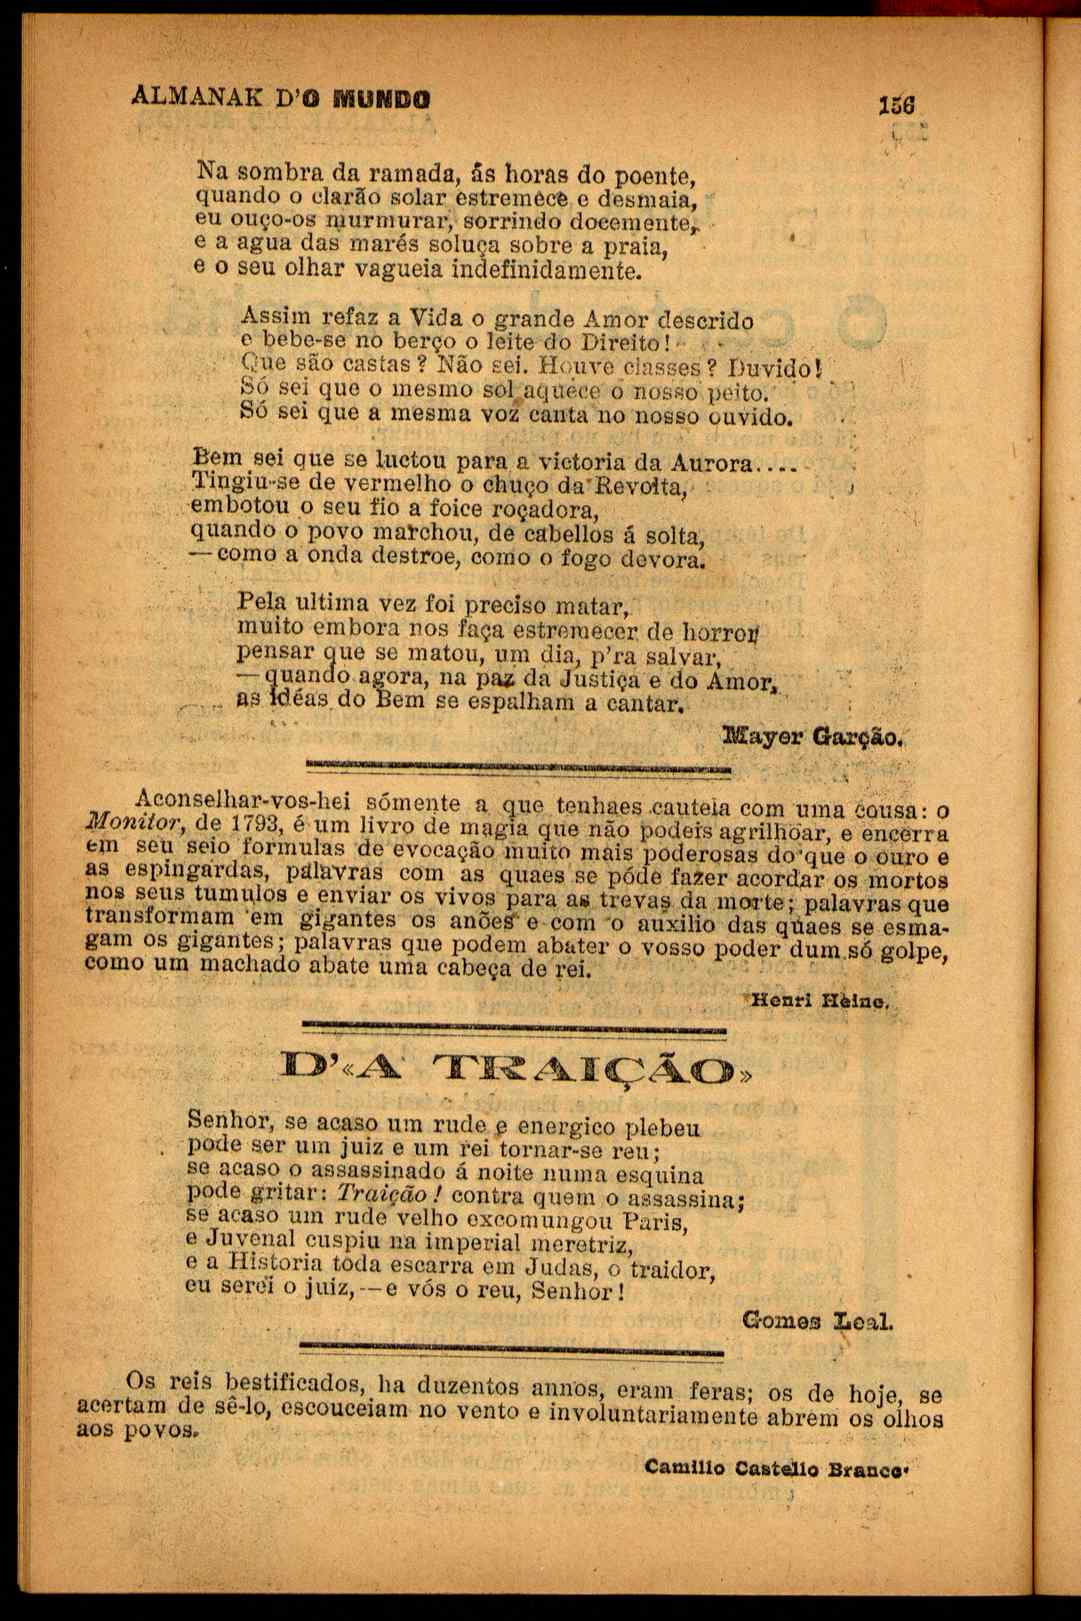 ALMANAK D'O MUNDO
156
Na sombra da ramada, ás horas do poente,
quando o clarão solar estremece e desmaia,
eu ouço-os murmurar, sorrindo docemente,
e a agua das marés soluça sobre a praia,
e o seu olhar vagueia indefinidamente.
Assim refaz a Vida o grande Amor descrido
e bebe-se no berço o leite do Direito!
Que são castas? Não sei. Houve classes? Duvido!
Só sei que o mesmo sol aquece o nosso peito.
Só sei que a mesma voz canta no nosso ouvido.
Bem sei que se luctou para a victoria da Aurora....
Tingiu-se de vermelho o chuço da Revolta,
embotou o seu fio a foice roçadora,
quando o povo marchou, de cabellos á solta,
—como a onda destroe, como o fogo devora.
Pela ultima vez foi preciso matar,
muito embora nos faça estremecer de horror
pensar que se matou, um dia, p'ra salvar,
—quando agora, na paz da Justiça e do Amor,
as Idéas do Bem se espalham a cantar.
Mayer Garção.
Aconselhar-vos-hei sómente a que tenhaes cautela com uma cousa: o
Monitor, de 1793, é um livro de magia que não podeis agrilhoar, e encerra
em seu seio formulas de evocação muito mais poderosas do que o ouro e
as espingardas, palavras com as quaes se póde fazer acordar os mortos
nos seus tumulos e enviar os vivos para as trevas da morte; palavras que
transformam em gigantes os anões e com o auxilio das quaes se esma-
gam os gigantes; palavras que podem abater o vosso poder dum só golpe,
como um machado abate uma cabeça de rei.
Henri Heine.
D'«A TRAIÇÃO»
Senhor, se acaso um rude e energico plebeu
pode ser um juiz e um rei tornar-se reu;
se acaso o assassinado á noite numa esquina
pode gritar: Traição! contra quem o assassina;
se acaso um rude velho excomungou Paris,
e Juvenal cuspiu na imperial meretriz,
e a Historia toda escarra em Judas, o traidor,
eu serei o juiz,—e vós o reu, Senhor!
Gomes Leal.
Os reis bestificados, ha duzentos annos, eram feras; os de hoje, se
acertam de sê-lo, escouceiam no vento e involuntariamente abrem os olhos
aos povos.
Camillo Castello Branco